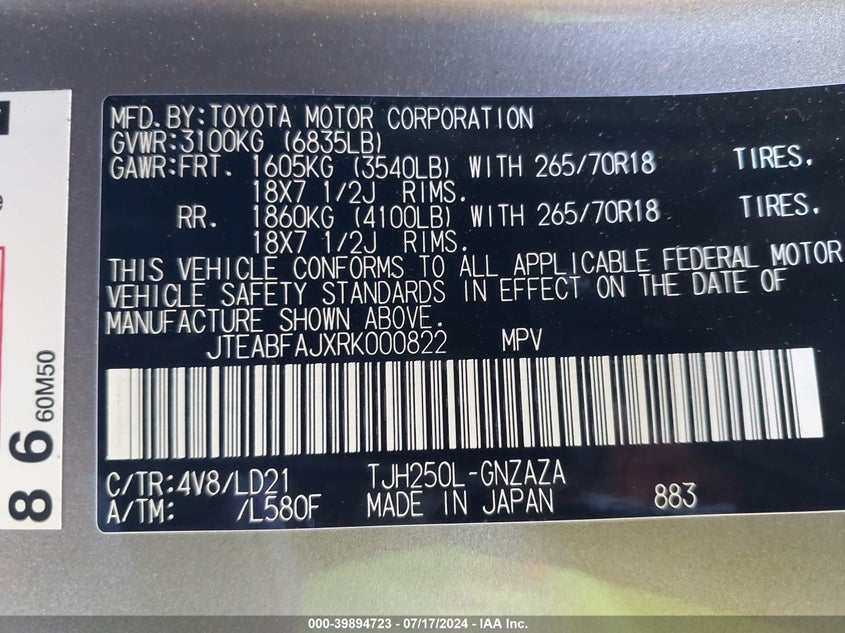 MFD.BY:TOYOTA MOTOR CORPORATION
GVWR:3100KG (6835LB)
GAWR:FRT. 1605KG (3540LB) WITH 265/70R18 TIRES.
18X7 1/2J RIMS.
RR. 1860KG (4100LB) WITH 265/70R18 TIRES.
18X7 1/2J RIMS.
THIS VEHICLE CONFORMS TO ALL APPLICABLE FEDERAL MOTOR
VEHICLE SAFETY STANDARDS IN EFFECT ON THE DATE OF
MANUFACTURE SHOWN ABOVE.
JTEABFAJXRK000822 MPV
C/TR:4V8/LD21 TJH250L-GNZAZA
A/TM: /L580F MADE IN JAPAN 883
86 60M50
000-39894723 - 07/17/2024 - IAA Inc.